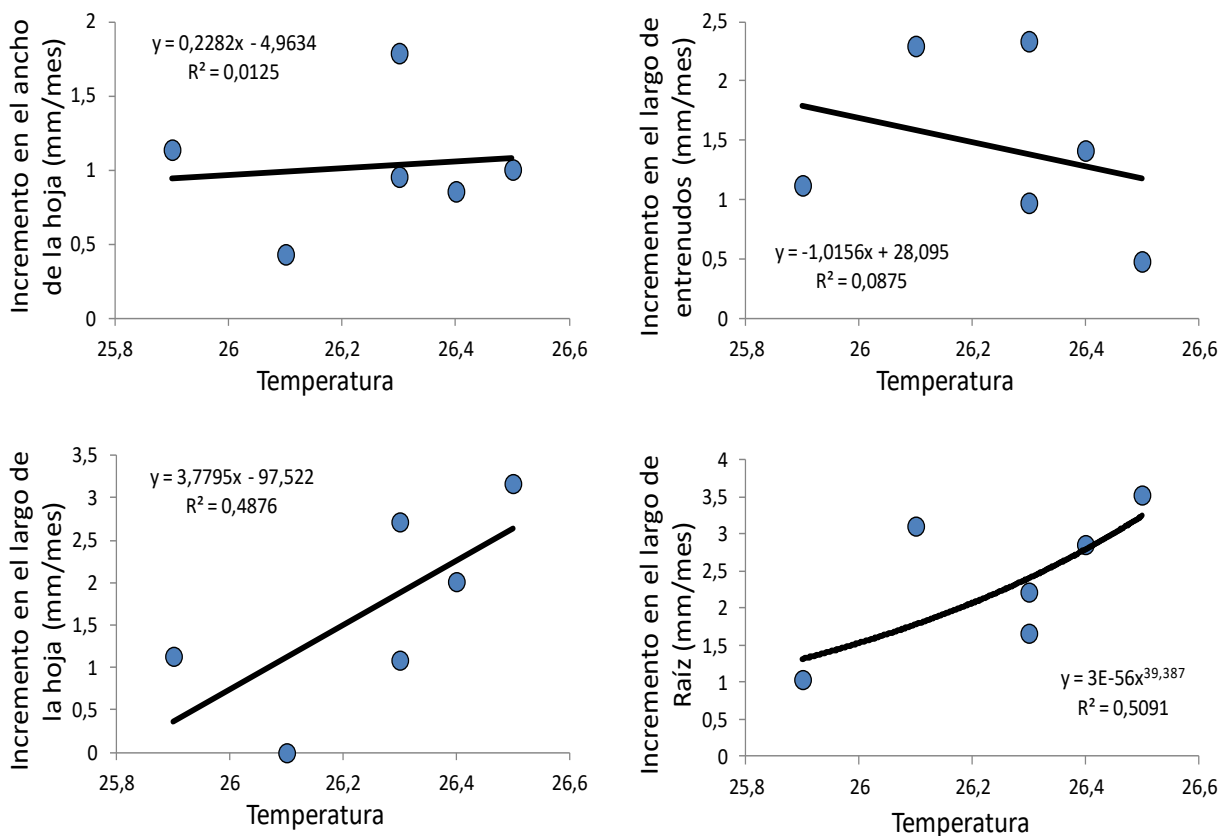 Incremento en el ancho
de la hoja (mm/mes)
2
1,5
1
0,5
0
y = 0,2282x - 4,9634
R² = 0,0125
25,8 26 26,2 26,4 26,6
Temperatura
Incremento en el largo de
entrenudos (mm/mes)
2,5
2
1,5
1
0,5
0
y = -1,0156x + 28,095
R² = 0,0875
25,8 26 26,2 26,4 26,6
Temperatura
Incremento en el largo de
la hoja (mm/mes)
3,5
3
2,5
2
1,5
1
0,5
0
y = 3,7795x - 97,522
R² = 0,4876
25,8 26 26,2 26,4 26,6
Temperatura
Incremento en el largo de
Raíz (mm/mes)
4
3,5
3
2,5
2
1,5
1
0,5
0
y = 3E-56x³⁹,³⁸⁷
R² = 0,5091
25,8 26 26,2 26,4 26,6
Temperatura